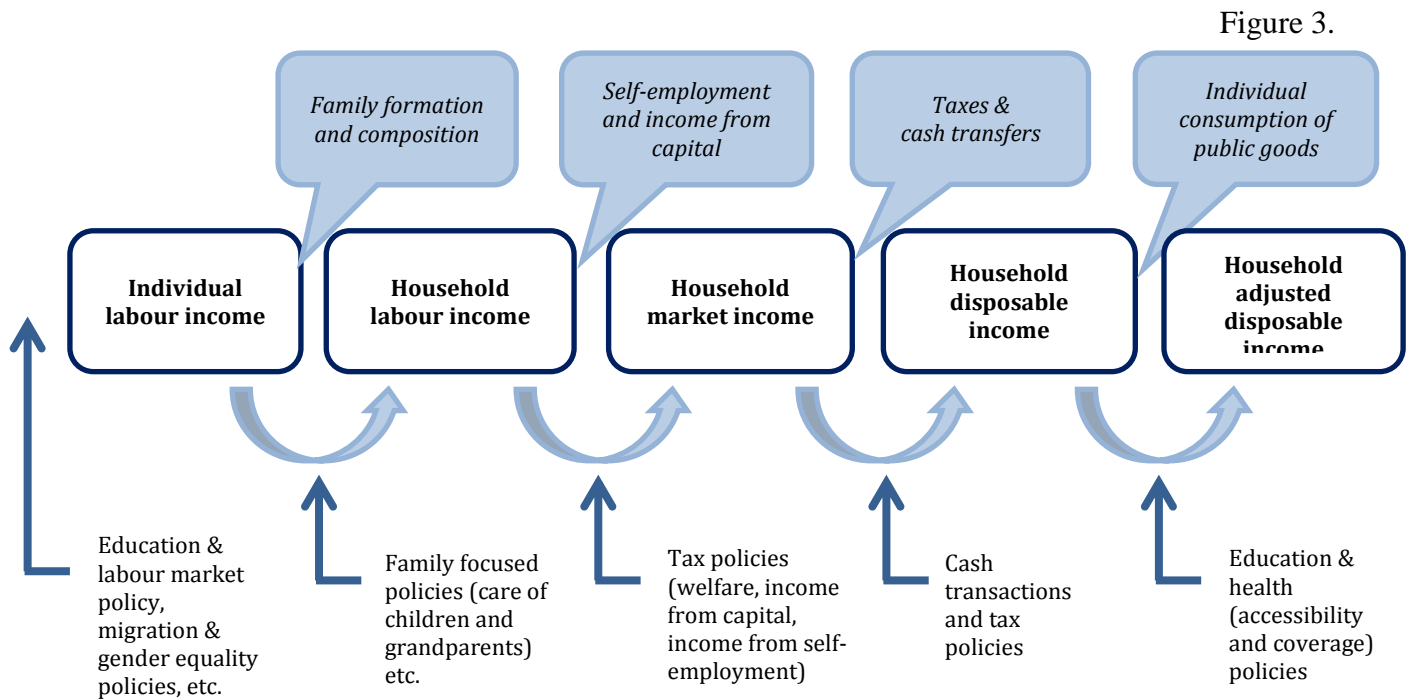 Figure 3.
Family formation
and composition
Self-employment
and income from
capital
Taxes &
cash transfers
Individual
consumption of
public goods
Individual
labour income
Household
labour income
Household
market income
Household
disposable
income
Household
adjusted
disposable
income
Education &
labour market
policy,
migration &
gender equality
policies, etc.
Family focused
policies (care of
children and
grandparents)
etc.
Tax policies
(welfare, income
from capital,
income from self-
employment)
Cash
transactions
and tax
policies
Education &
health
(accessibility
and coverage)
policies